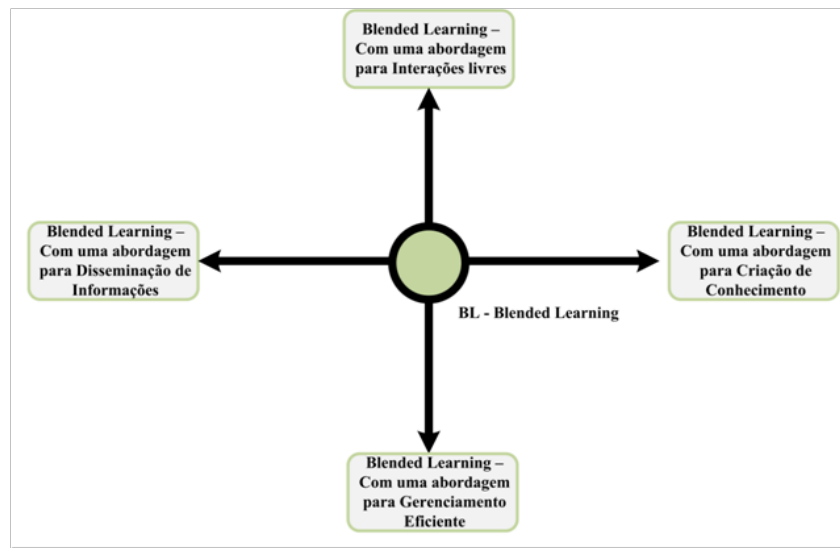 Blended Learning –
Com uma abordagem
para Interações livres
Blended Learning –
Com uma abordagem
para Disseminação de
Informações
Blended Learning –
Com uma abordagem
para Criação de
Conhecimento
BL - Blended Learning
Blended Learning –
Com uma abordagem
para Gerenciamento
Eficiente